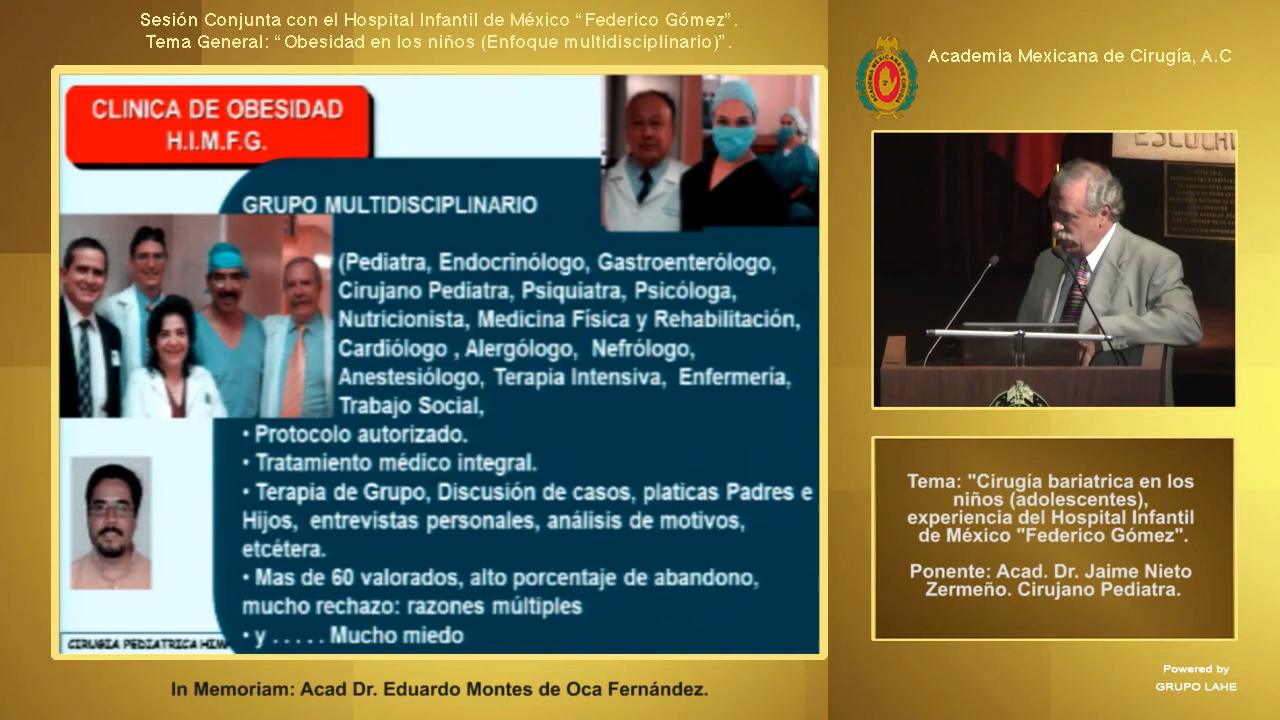 Sesión Conjunta con el Hospital Infantil de México “Federico Gómez”.
Tema General: “Obesidad en los niños (Enfoque multidisciplinario)”.
Academia Mexicana de Cirugía, A.C
ACADEMIA MEXICANA DE CIRUGIA
CLINICA DE OBESIDAD
H.I.M.F.G.
GRUPO MULTIDISCIPLINARIO
(Pediatra, Endocrinólogo, Gastroenterólogo,
Cirujano Pediatra, Psiquiatra, Psicóloga,
Nutricionista, Medicina Física y Rehabilitación,
Cardiólogo , Alergólogo, Nefrólogo,
Anestesiólogo, Terapia Intensiva, Enfermería,
Trabajo Social,
• Protocolo autorizado.
• Tratamiento médico integral.
• Terapia de Grupo, Discusión de casos, platicas Padres e
Hijos, entrevistas personales, análisis de motivos,
etcétera.
• Mas de 60 valorados, alto porcentaje de abandono,
mucho rechazo: razones múltiples
• y . . . . . Mucho miedo
CIRUGIA PEDIATRICA
Tema: "Cirugía bariatrica en los
niños (adolescentes),
experiencia del Hospital Infantil
de México "Federico Gómez".
Ponente: Acad. Dr. Jaime Nieto
Zermeño. Cirujano Pediatra.
In Memoriam: Acad Dr. Eduardo Montes de Oca Fernández.
Powered by
GRUPO LAHE